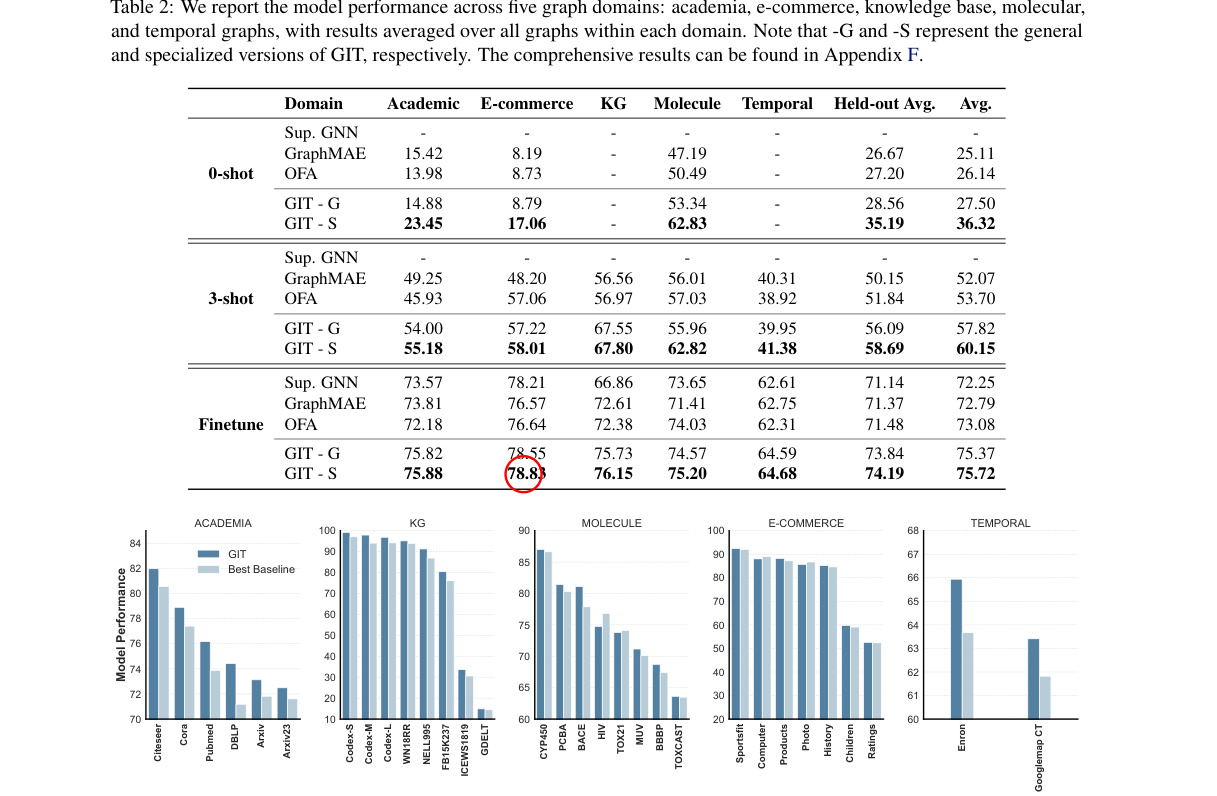 Table 2: We report the model performance across five graph domains: academia, e-commerce, knowledge base, molecular,
and temporal graphs, with results averaged over all graphs within each domain. Note that -G and -S represent the general
and specialized versions of GIT, respectively. The comprehensive results can be found in Appendix F.
Domain Academic E-commerce KG Molecule Temporal Held-out Avg. Avg.
Sup. GNN - - - - - - -
GraphMAE 15.42 8.19 - 47.19 - 26.67 25.11
0-shot OFA 13.98 8.73 - 50.49 - 27.20 26.14
GIT - G 14.88 8.79 - 53.34 - 28.56 27.50
GIT - S 23.45 17.06 - 62.83 - 35.19 36.32
Sup. GNN - - - - - - -
GraphMAE 49.25 48.20 56.56 56.01 40.31 50.15 52.07
3-shot OFA 45.93 57.06 56.97 57.03 38.92 51.84 53.70
GIT - G 54.00 57.22 67.55 55.96 39.95 56.09 57.82
GIT - S 55.18 58.01 67.80 62.82 41.38 58.69 60.15
Sup. GNN 73.57 78.21 66.86 73.65 62.61 71.14 72.25
GraphMAE 73.81 76.57 72.61 71.41 62.75 71.37 72.79
Finetune OFA 72.18 76.64 72.38 74.03 62.31 71.48 73.08
GIT - G 75.82 78.55 75.73 74.57 64.59 73.84 75.37
GIT - S 75.88 78.83 76.15 75.20 64.68 74.19 75.72
Model Performance
ACADEMIA
84
82
80
78
76
74
72
70
GIT
Best Baseline
Citeseer
Cora
Pubmed
DBLP
Arxiv
Arxiv23
KG
100
90
80
70
60
50
40
30
20
10
Codex-S
Codex-M
Codex-L
WN18RR
NELL995
FB15K237
ICEWS1819
GDELT
MOLECULE
90
85
80
75
70
65
60
CYP450
PCBA
BACE
HIV
TOX21
MUV
BBBP
TOXCAST
E-COMMERCE
100
90
80
70
60
50
40
30
20
Sportsfit
Computer
Products
Photo
History
Children
Ratings
TEMPORAL
68
67
66
65
64
63
62
61
60
Enron
Googlemap CT